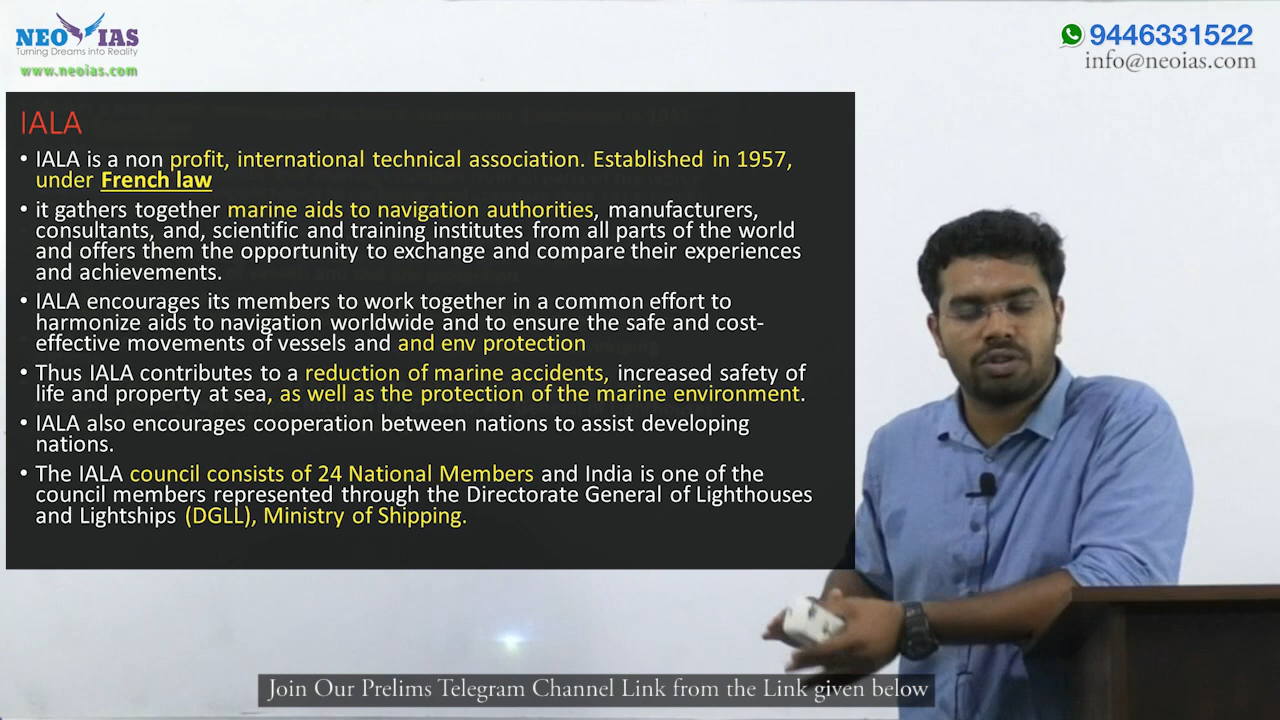 NEO IAS
Turning Dreams into Reality
www.neoias.com
9446331522
info@neoias.com
IALA
• IALA is a non profit, international technical association. Established in 1957,
under French law
• it gathers together marine aids to navigation authorities, manufacturers,
consultants, and, scientific and training institutes from all parts of the world
and offers them the opportunity to exchange and compare their experiences
and achievements.
• IALA encourages its members to work together in a common effort to
harmonize aids to navigation worldwide and to ensure the safe and cost-
effective movements of vessels and and env protection
• Thus IALA contributes to a reduction of marine accidents, increased safety of
life and property at sea, as well as the protection of the marine environment.
• IALA also encourages cooperation between nations to assist developing
nations.
• The IALA council consists of 24 National Members and India is one of the
council members represented through the Directorate General of Lighthouses
and Lightships (DGLL), Ministry of Shipping.
Join Our Prelims Telegram Channel Link from the Link given below